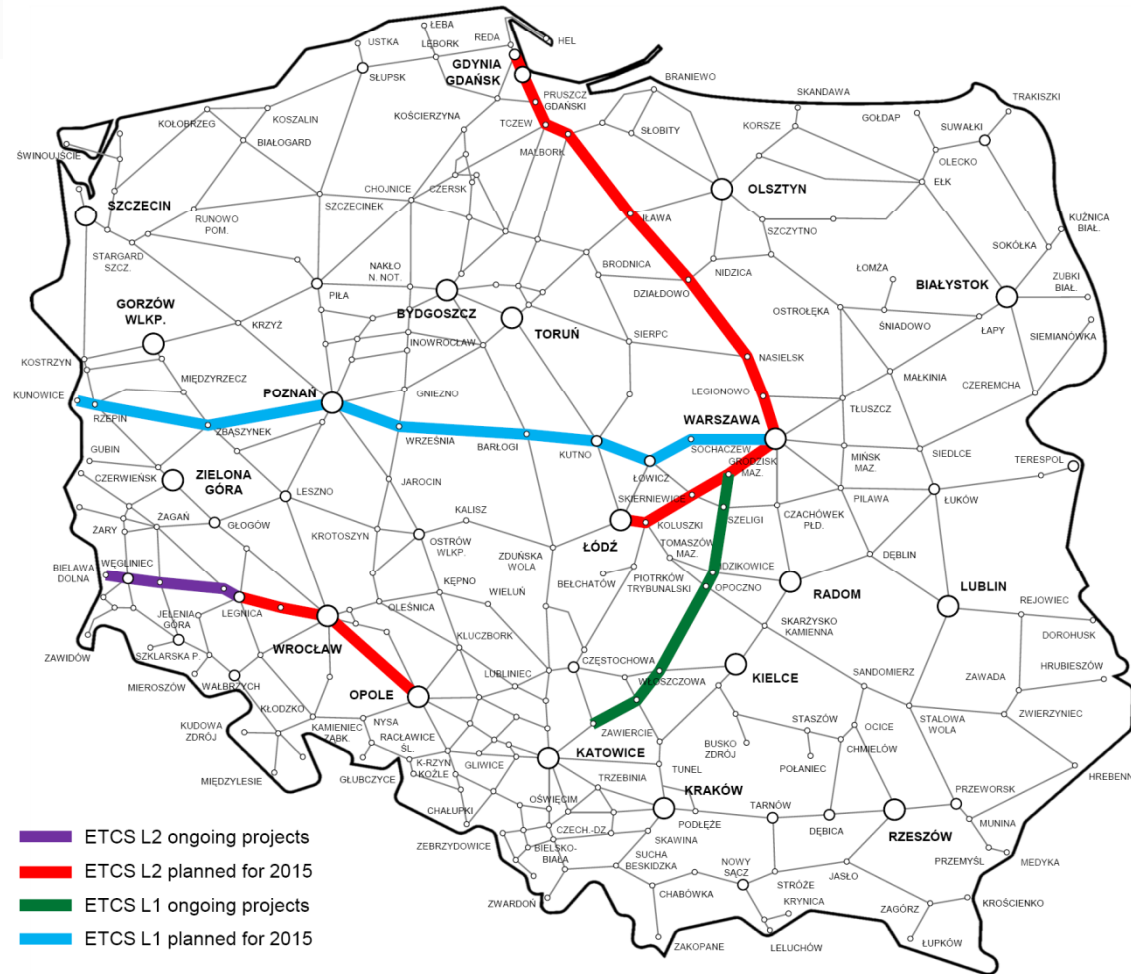 ŁEBA
REDA
HEL
USTKA
LĘBORK
GDYNIA
GDAŃSK
SŁUPSK
BRANIEWO
SKANDAWA
TRAKISZKI
PRUSZCZ
GDAŃSKI
KOŁOBRZEG
KOSZALIN
KOŚCIERZYNA
TCZEW
SŁOBITY
KORSZE
GOŁDAP
SUWAŁKI
BIAŁOGARD
MALBORK
OLECKO
ŚWINOUJŚCIE
CHOJNICE
CZERSK
OLSZTYN
EŁK
SZCZECIN
SZCZECINEK
RUNOWO
POM.
IŁAWA
SZCZYTNO
KUŹNICA
BIAŁ.
STARGARD
SZCZ.
NAKŁO
N. NOT.
BRODNICA
NIDZICA
SOKÓŁKA
ŁOMŻA
BIAŁYSTOK
ZUBKI
BIAŁ.
GORZÓW
WLKP.
PIŁA
BYDGOSZCZ
DZIAŁDOWO
OSTROŁĘKA
ŚNIADOWO
ŁAPY
SIEMIANÓWKA
KRZYŻ
TORUŃ
INOWROCŁAW
SIERPC
KOSTRZYN
NASIELSK
MIĘDZYRZECZ
MAŁKINIA
KUNOWICE
POZNAŃ
GNIEZNO
LEGIONOWO
CZEREMCHA
RZEPIN
WARSZAWA
TŁUSZCZ
ZBĄSZYNEK
WRZEŚNIA
BARŁOGI
KUTNO
SOCHACZEW
GUBIN
MIŃSK
MAZ.
SIEDLCE
TERESPOL
CZERWIEŃSK
ZIELONA
GÓRA
ŁOWICZ
GRODZISK
MAZ.
LESZNO
JAROCIN
SKIERNIEWICE
PILAWA
ŁUKÓW
ŻARY
ŻAGAŃ
GŁOGÓW
KALISZ
ŁÓDŹ
KOLUSZKI
SZELIGI
CZACHÓWEK
PŁD.
KROTOSZYN
OSTRÓW
WLKP.
ZDUŃSKA
WOLA
TOMASZÓW
MAZ.
DĘBLIN
BIELAWA
DOLNA
WĘGLINIEC
BEŁCHATÓW
PIOTRKÓW
TRYBUNALSKI
IDZIKOWICE
OPOCZNO
RADOM
LUBLIN
KĘPNO
WIELUŃ
REJOWIEC
LEGNICA
OLEŚNICA
JELENIA
GÓRA
SKARŻYSKO
KAMIENNA
DOROHUSK
ZAWIDÓW
SZKLARSKA P.
WROCŁAW
KLUCZBORK
CZĘSTOCHOWA
HRUBIESZÓW
MIEROSZÓW
WAŁBRZYCH
LUBLINIEC
WŁOSZCZOWA
KIELCE
SANDOMIERZ
ZAWADA
OPOLE
KŁODZKO
NYSA
ZAWIERCIE
STASZÓW
OCICE
STALOWA
WOLA
ZWIERZYNIEC
KUDOWA
ZDRÓJ
KAMIENIEC
ZĄBK.
RACŁAWICE
ŚL.
KATOWICE
BUSKO
ZDRÓJ
CHMIELÓW
POŁANIEC
MIĘDZYLESIE
GŁUBCZYCE
K-RZYN
KOŹLE
GLIWICE
TUNEL
HREBENN
TRZEBINIA
CHAŁUPKI
OŚWIĘCIM
KRAKÓW
TARNÓW
PRZEWORSK
PODŁĘŻE
DĘBICA
RZESZÓW
MUNINA
ZEBRZYDOWICE
CZECH.-DZ.
SKAWINA
BIELSKO-
BIAŁA
SUCHA
BESKIDZKA
NOWY
SĄCZ
PRZEMYŚL
MEDYKA
JASŁO
STRÓŻE
ZWARDOŃ
CHABÓWKA
KRYNICA
ZAGÓRZ
KROŚCIENKO
ZAKOPANE
LELUCHÓW
ŁUPKÓW
ETCS L2 ongoing projects
ETCS L2 planned for 2015
ETCS L1 ongoing projects
ETCS L1 planned for 2015